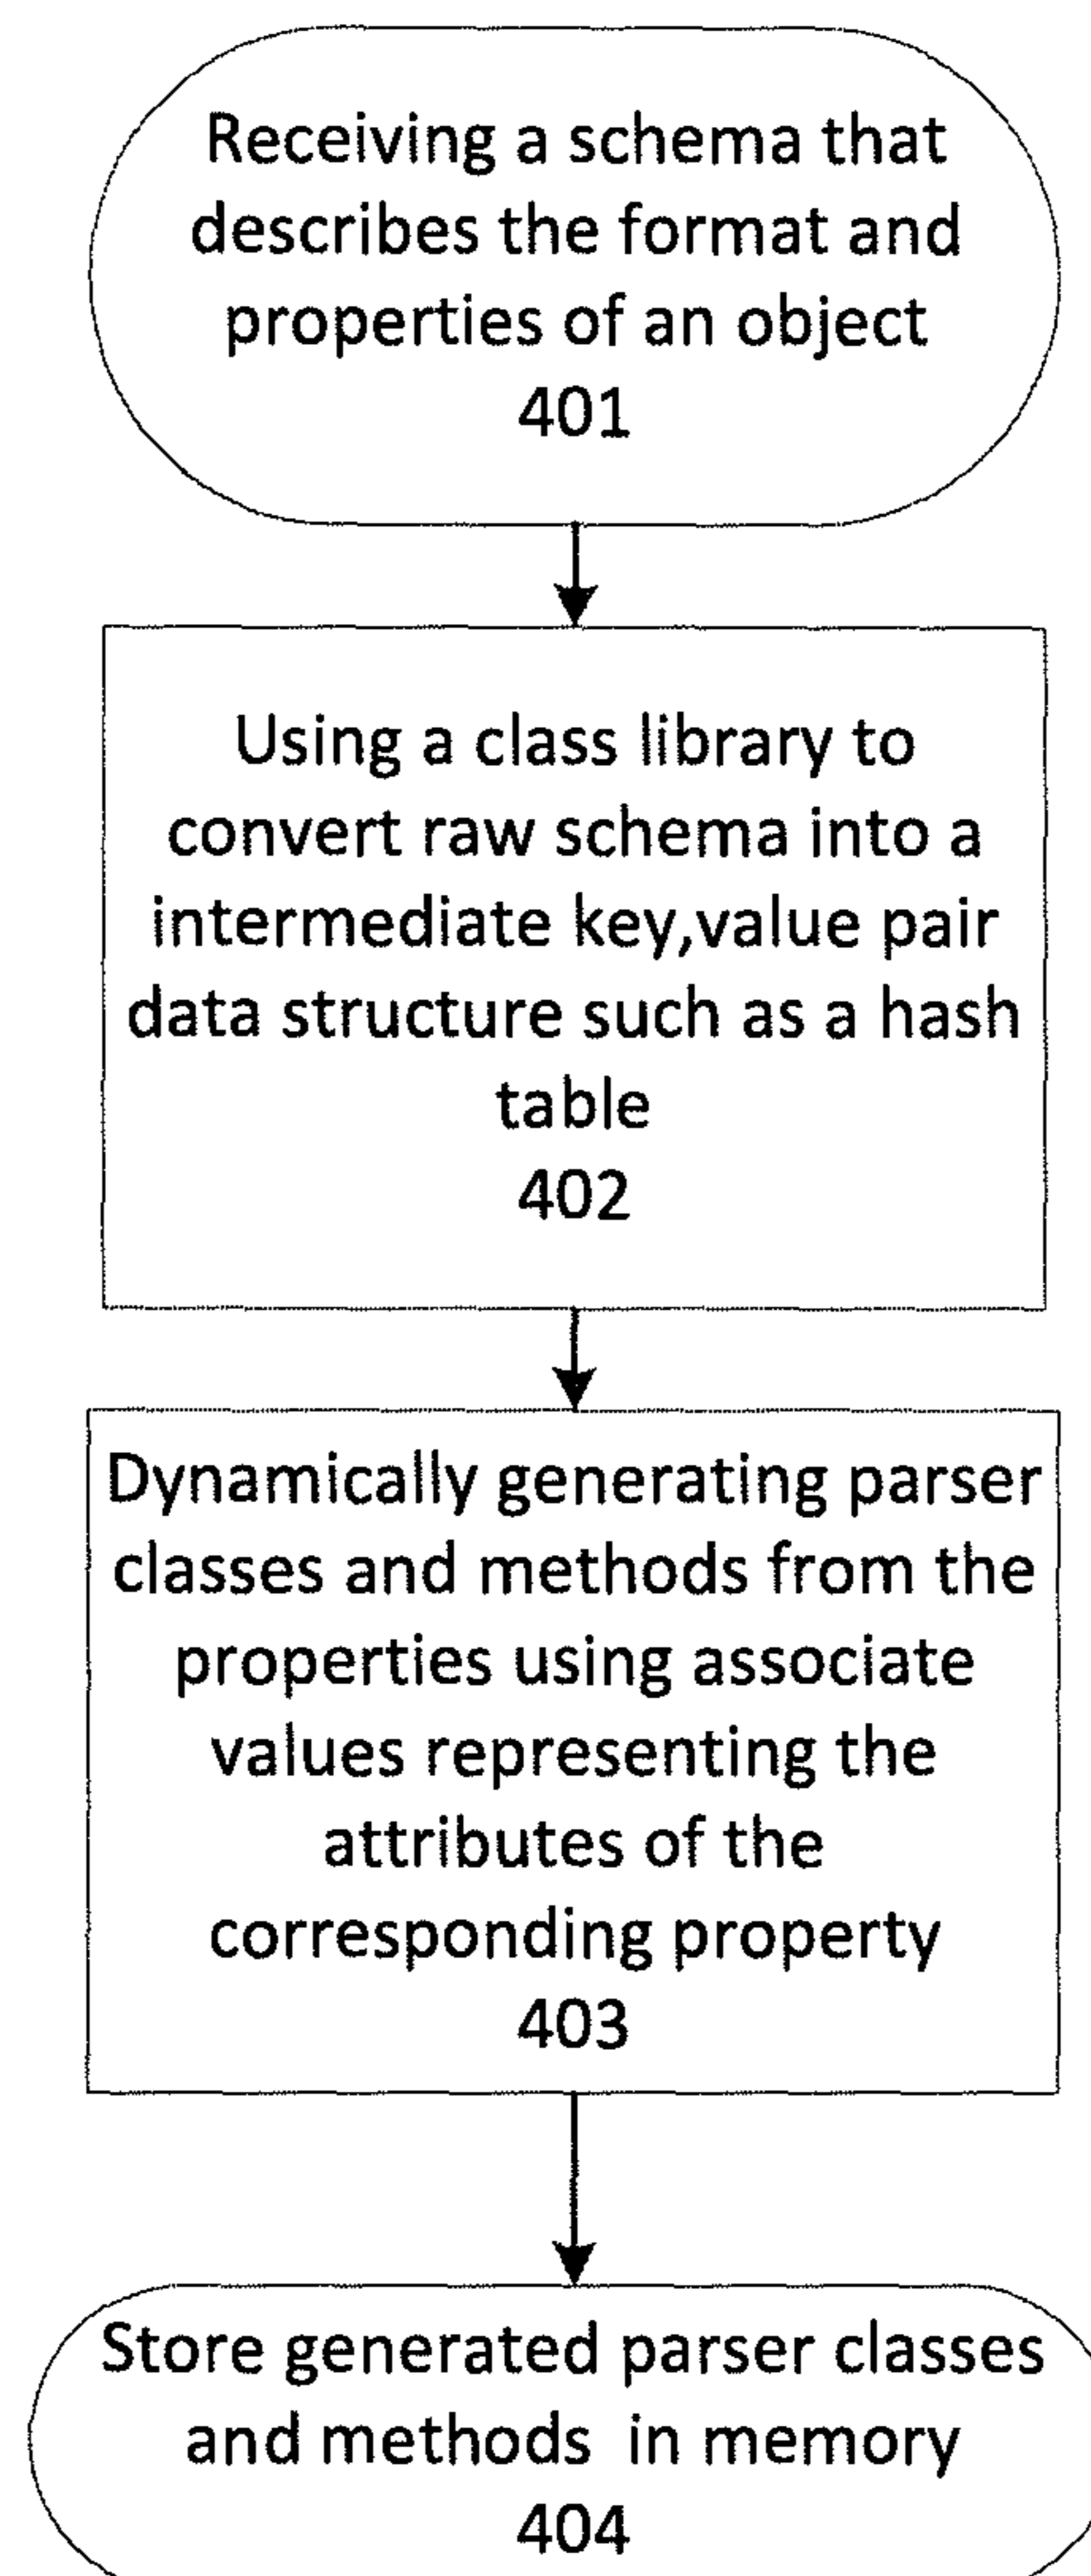 Receiving a schema that
describes the format and
properties of an object
401
Using a class library to
convert raw schema into a
intermediate key,value pair
data structure such as a hash
table
402
Dynamically generating parser
classes and methods from the
properties using associate
values representing the
attributes of the
corresponding property
403
Store generated parser classes
and methods in memory
404